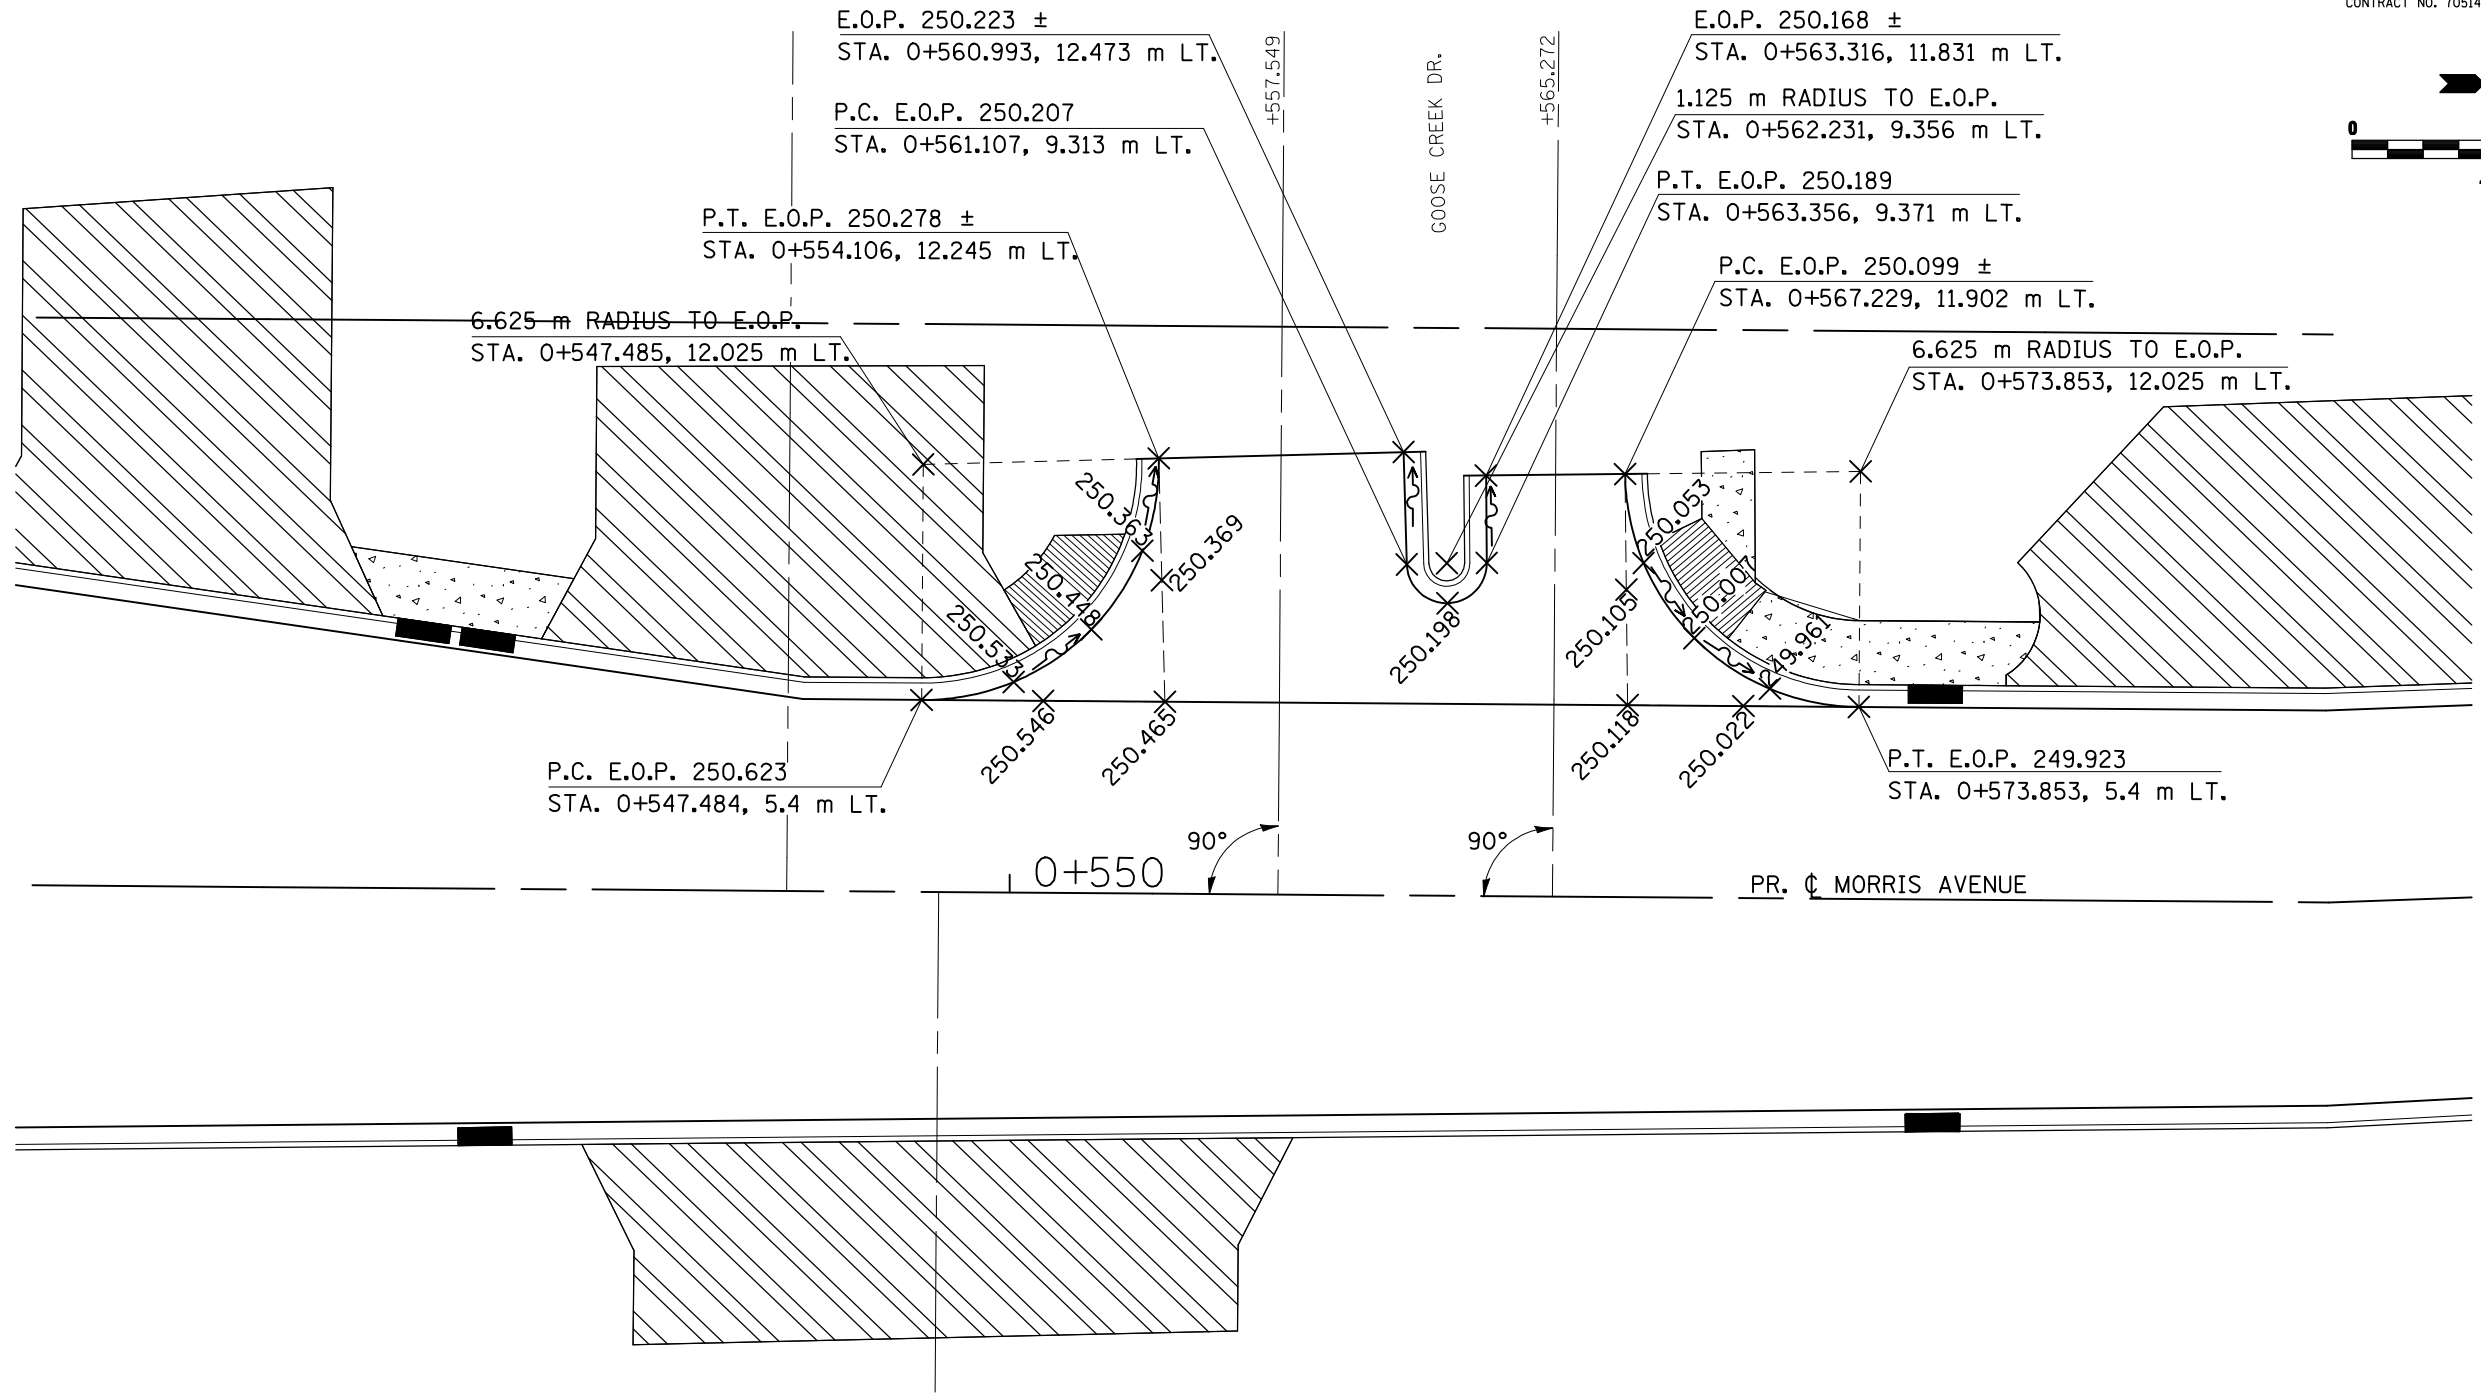 CONTRACT NO. 70514
E.O.P. 250.223 ±
STA. 0+560.993, 12.473 m LT.
P.C. E.O.P. 250.207
STA. 0+561.107, 9.313 m LT.
P.T. E.O.P. 250.278 ±
STA. 0+554.106, 12.245 m LT.
6.625 m RADIUS TO E.O.P.
STA. 0+547.485, 12.025 m LT.
+557.549
GOOSE CREEK DR.
+565.272
E.O.P. 250.168 ±
STA. 0+563.316, 11.831 m LT.
1.125 m RADIUS TO E.O.P.
STA. 0+562.231, 9.356 m LT.
P.T. E.O.P. 250.189
STA. 0+563.356, 9.371 m LT.
P.C. E.O.P. 250.099 ±
STA. 0+567.229, 11.902 m LT.
6.625 m RADIUS TO E.O.P.
STA. 0+573.853, 12.025 m LT.
0
250.363
250.369
250.448
250.533
250.546
250.465
250.198
250.053
250.105
250.007
249.961
250.118
250.022
P.C. E.O.P. 250.623
STA. 0+547.484, 5.4 m LT.
P.T. E.O.P. 249.923
STA. 0+573.853, 5.4 m LT.
90°
90°
0+550
PR. ℄ MORRIS AVENUE